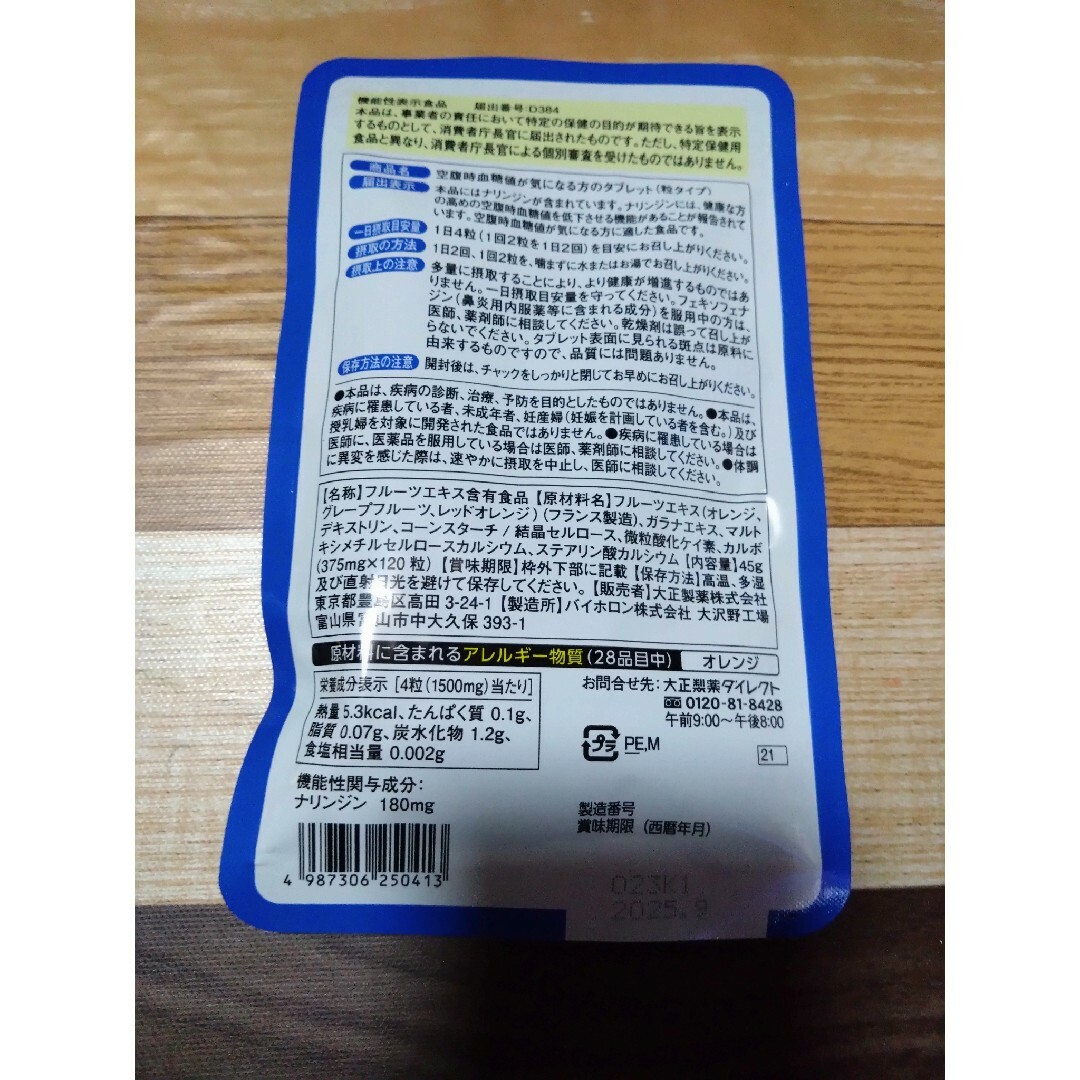 機能性表示食品　届出番号:D384
本品は、事業者の責任において特定の保健の目的が期待できる旨を表示
するものとして、消費者庁長官に届出されたものです。ただし、特定保健用
食品と異なり、消費者庁長官による個別審査を受けたものではありません。
商品名 空腹時血糖値が気になる方のタブレット(粒タイプ)
届出表示 本品にはナリンジンが含まれています。ナリンジンには、健康な方
の高めの空腹時血糖値を低下させる機能があることが報告されて
います。空腹時血糖値が気になる方に適した食品です。
一日摂取目安量 1日4粒(1回2粒を1日2回)を目安にお召し上がりください。
摂取の方法 1日2回、1回2粒を、噛まずに水またはお湯でお召し上がりください。
摂取上の注意 多量に摂取することにより、より健康が増進するものではあ
りません。一日摂取目安量を守ってください。フェキソフェナ
ジン(鼻炎用内服薬等に含まれる成分)を服用中の方は、
医師、薬剤師に相談してください。乾燥剤は誤って召し上が
らないでください。タブレット表面に見られる斑点は原料に
由来するものですので、品質には問題ありません。
保存方法の注意 開封後は、チャックをしっかりと閉じてお早めにお召し上がりください。
●本品は、疾病の診断、治療、予防を目的としたものではありません。●本品は、
疾病に罹患している者、未成年者、妊産婦(妊娠を計画している者を含む。)及び
授乳婦を対象に開発された食品ではありません。●疾病に罹患している場合は
医師に、医薬品を服用している場合は医師、薬剤師に相談してください。●体調
に異変を感じた際は、速やかに摂取を中止し、医師に相談してください。
【名称】フルーツエキス含有食品【原材料名】フルーツエキス(オレンジ、
グレープフルーツ、レッドオレンジ)(フランス製造)、ガラナエキス、マルト
デキストリン、コーンスターチ/結晶セルロース、微粒酸化ケイ素、カルボ
キシメチルセルロースカルシウム、ステアリン酸カルシウム【内容量】45g
(375mg×120粒)【賞味期限】枠外下部に記載【保存方法】高温、多湿
及び直射日光を避けて保存してください。【販売者】大正製薬株式会社
東京都豊島区高田3-24-1【製造所】バイホロン株式会社 大沢野工場
富山県富山市中大久保393-1
原材料に含まれるアレルギー物質(28品目中) オレンジ
栄養成分表示 [4粒(1500mg)当たり]
熱量 5.3kcal、たんぱく質 0.1g、
脂質 0.07g、炭水化物 1.2g、
食塩相当量 0.002g
機能性関与成分:
ナリンジン 180mg
お問合せ先:大正製薬ダイレクト
0120-81-8428
午前9:00〜午後8:00
プラ PE,M
21
製造番号
賞味期限 (西暦年月)
023K1
2025.9
4 987306 250413